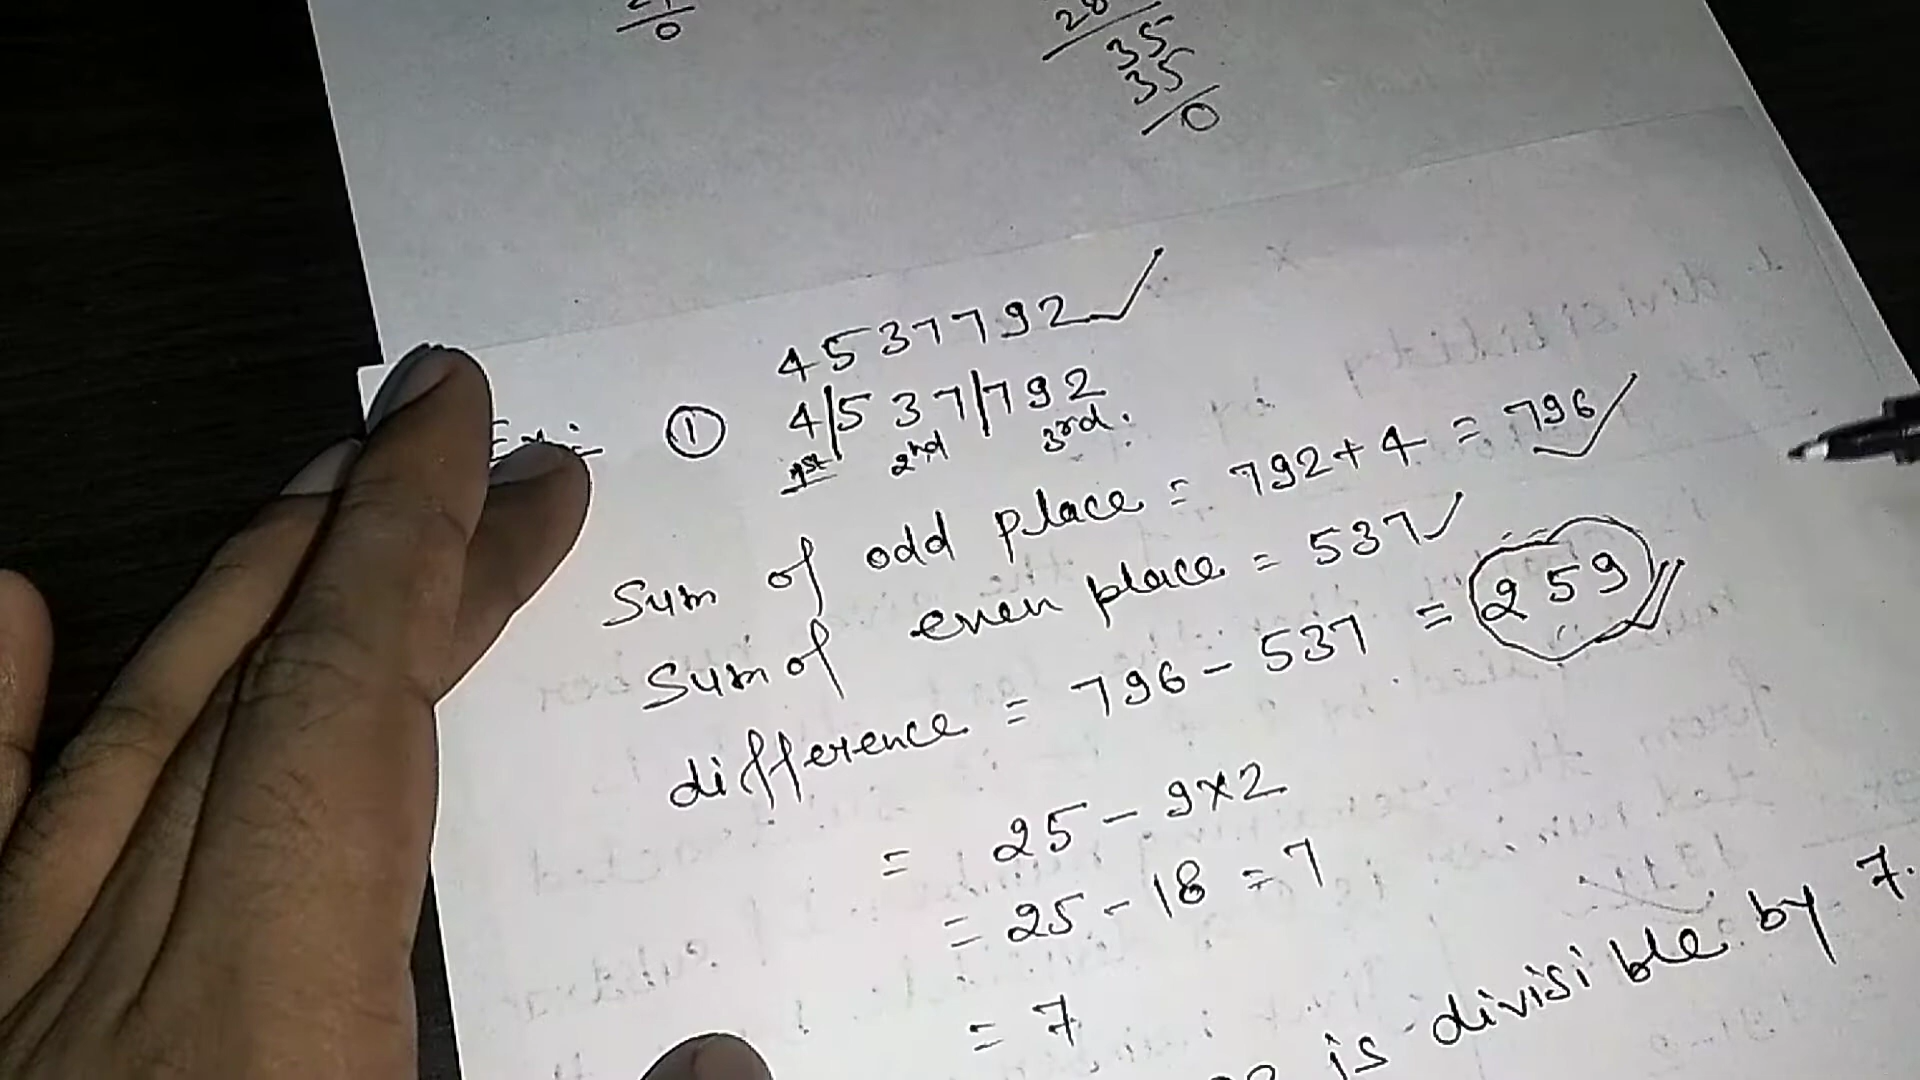 0
28
35
35
0
4537792
Ex:- ① 4|537|792
1st 2nd 3rd.
Sum of odd place = 792+4 = 796
Sum of even place = 537
difference = 796 - 537 = 259
= 25 - 9×2
= 25 - 18 = 7
= 7
is divisible by 7.